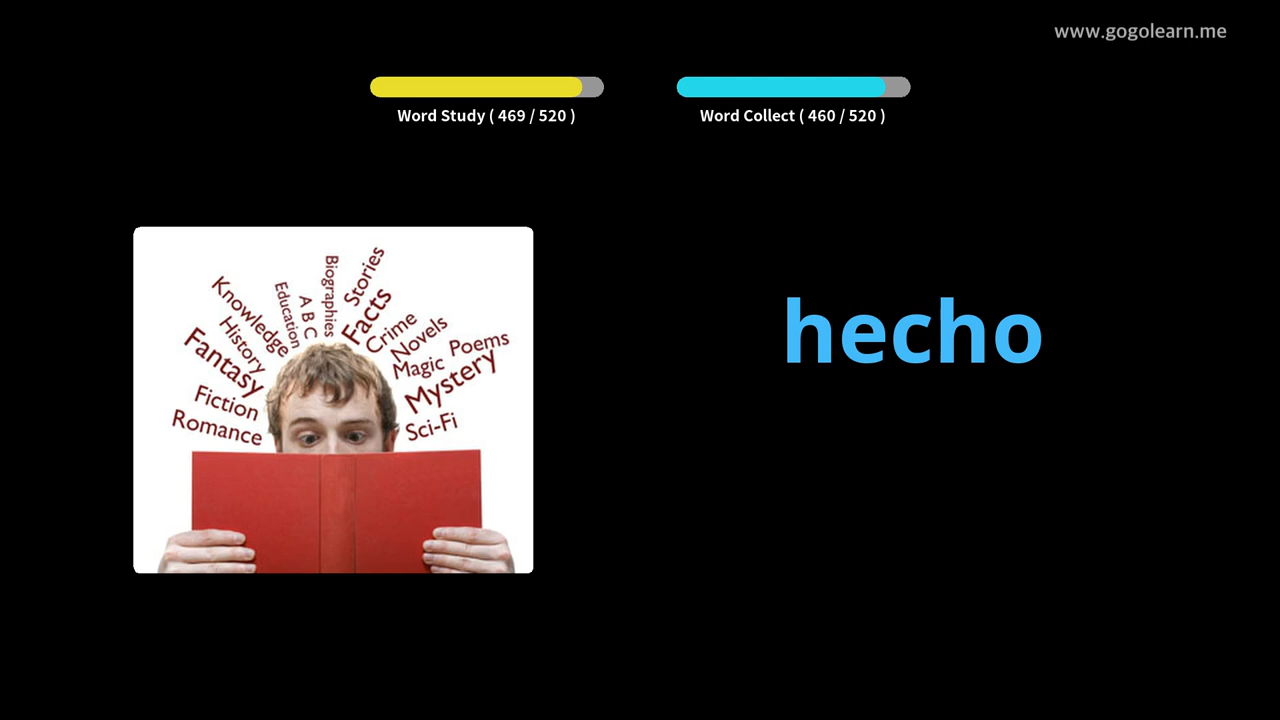 www.gogolearn.me
Word Study ( 469 / 520 )
Word Collect ( 460 / 520 )
hecho
Biographies
Stories
Education
A B C
Facts
Knowledge
Crime
History
Novels
Poems
Fantasy
Magic
Mystery
Fiction
Romance
Sci-Fi